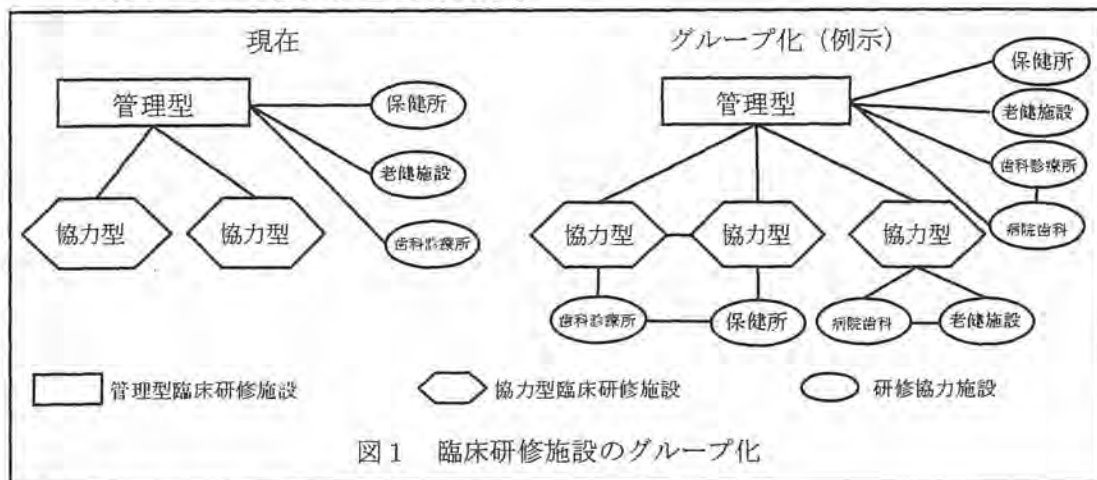 現在
管理型
保健所
老健施設
歯科診療所
協力型
協力型
グループ化（例示）
管理型
保健所
老健施設
歯科診療所
病院歯科
協力型
協力型
協力型
歯科診療所
保健所
病院歯科
老健施設
管理型臨床研修施設
協力型臨床研修施設
研修協力施設
図1 臨床研修施設のグループ化